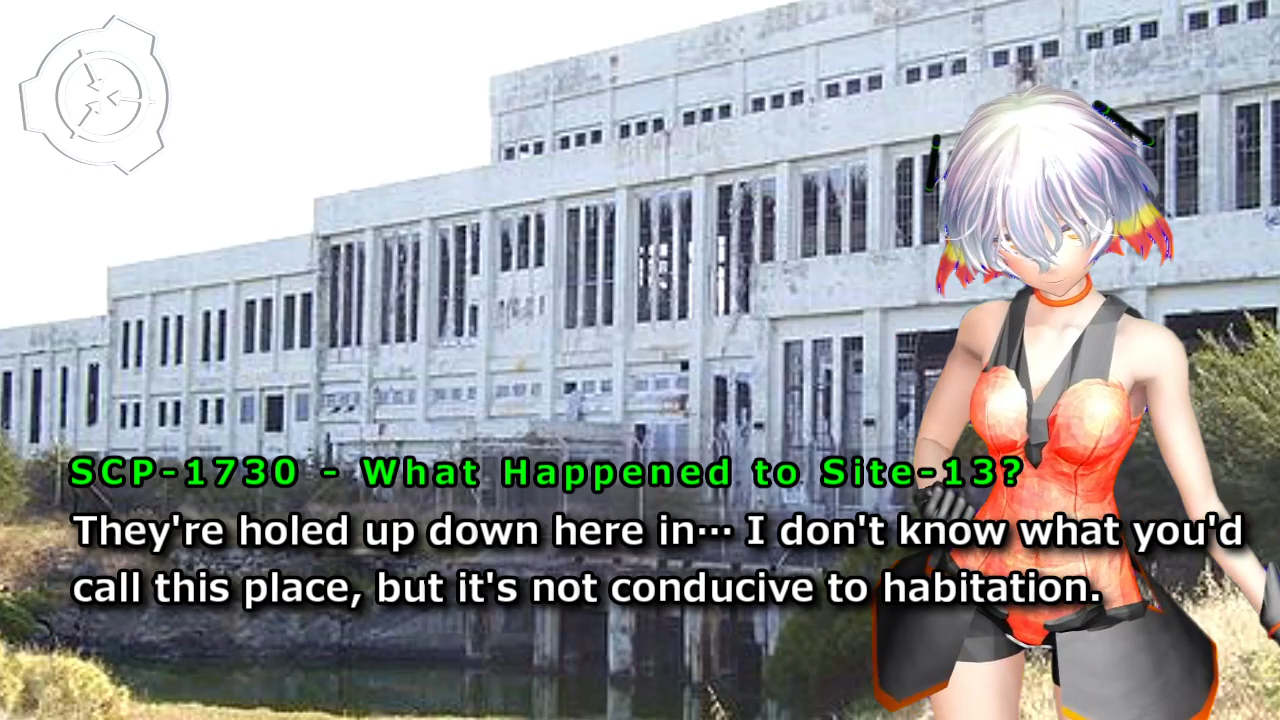 SCP-1730 - What Happened to Site-13?
They're holed up down here in… I don't know what you'd
call this place, but it's not conducive to habitation.